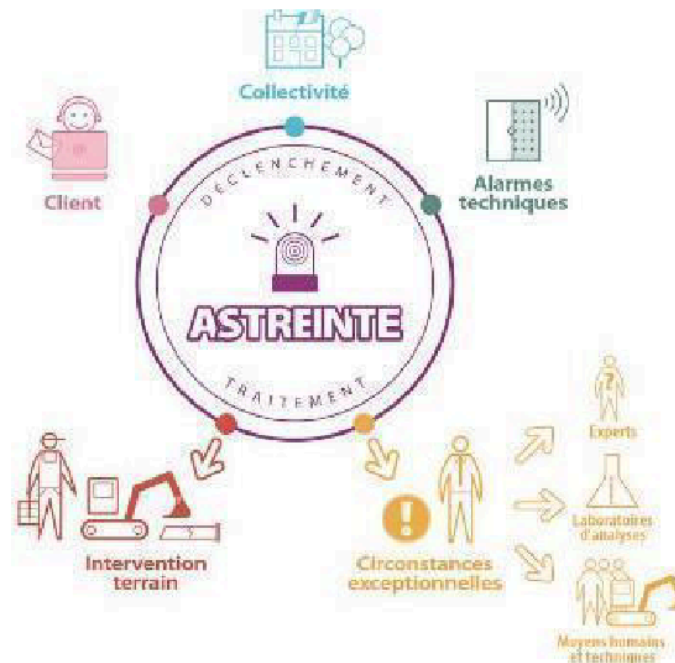 Collectivité
Client
Alarmes
techniques
DÉCLENCHEMENT
ASTREINTE
TRAITEMENT
Intervention
terrain
Circonstances
exceptionnelles
Experts
Laboratoires
d'analyses
Moyens humains
et techniques
?
!